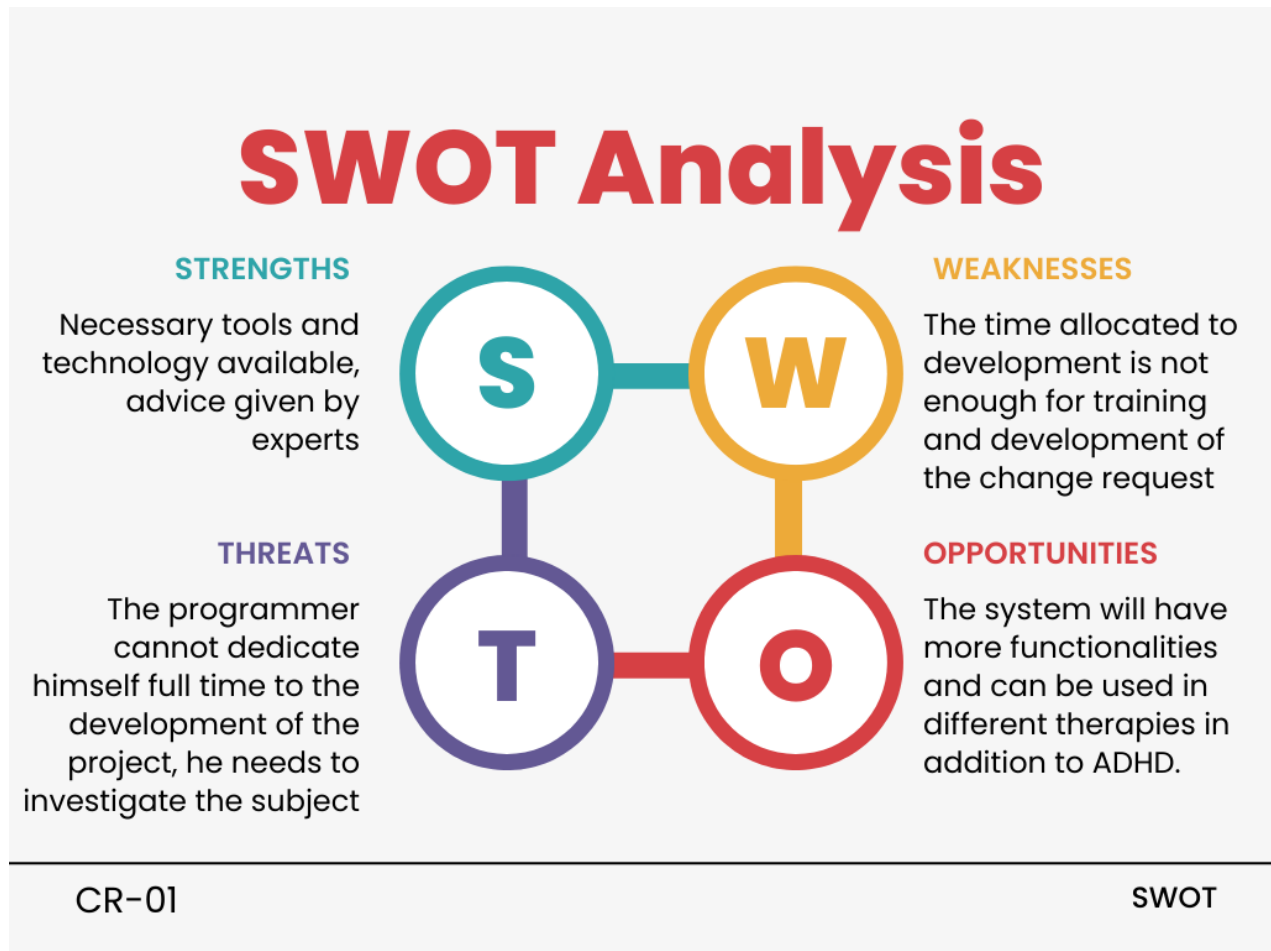 SWOT Analysis
STRENGTHS
Necessary tools and
technology available,
advice given by
experts
S
W
WEAKNESSES
The time allocated to
development is not
enough for training
and development of
the change request
THREATS
The programmer
cannot dedicate
himself full time to the
development of the
project, he needs to
investigate the subject
T
O
OPPORTUNITIES
The system will have
more functionalities
and can be used in
different therapies in
addition to ADHD.
CR-01
SWOT